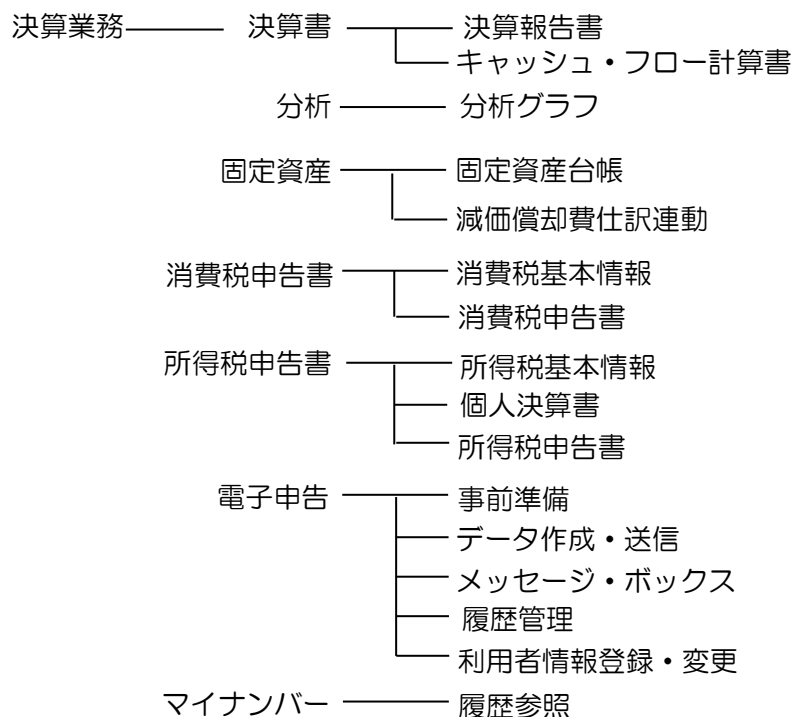 決算業務 決算書 決算報告書
キャッシュ・フロー計算書
分析 分析グラフ
固定資産 固定資産台帳
減価償却費仕訳連動
消費税申告書 消費税基本情報
消費税申告書
所得税申告書 所得税基本情報
個人決算書
所得税申告書
電子申告 事前準備
データ作成・送信
メッセージ・ボックス
履歴管理
利用者情報登録・変更
マイナンバー 履歴参照